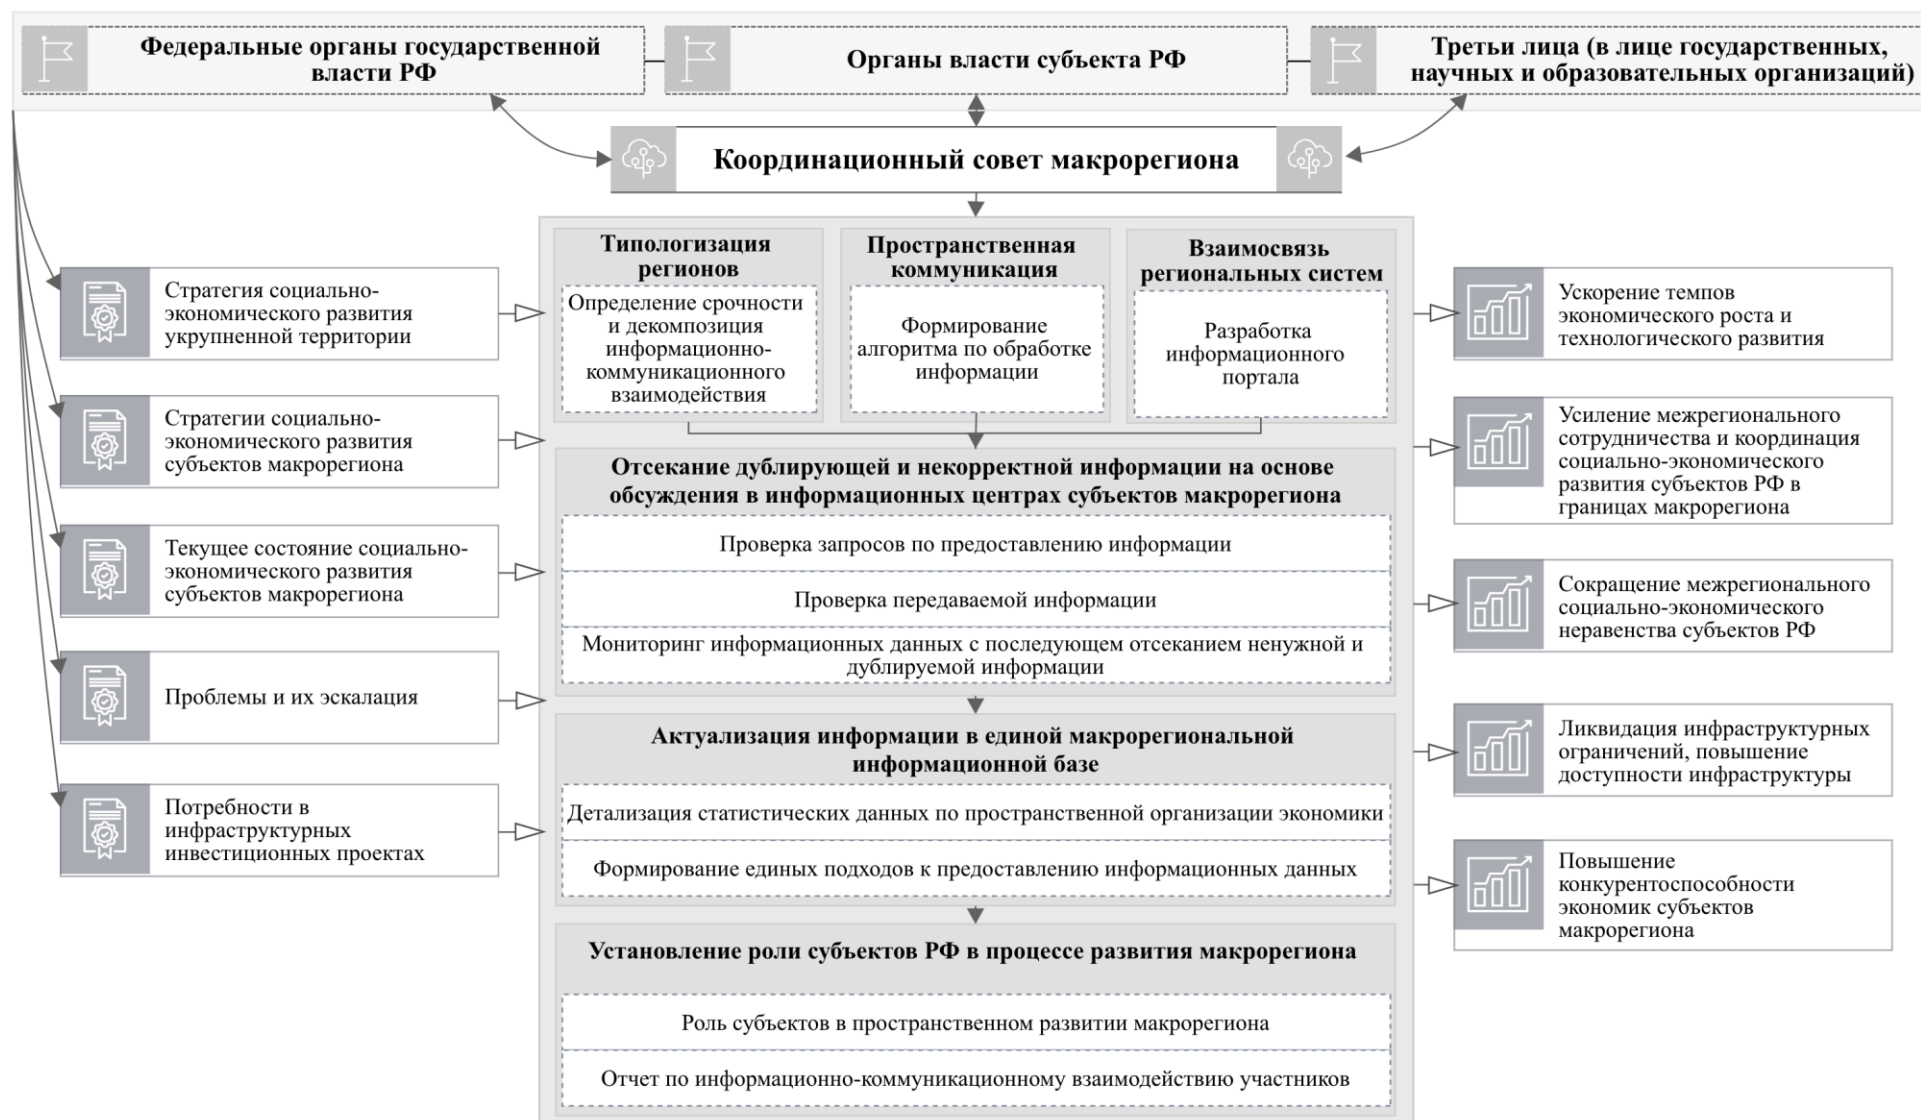 Федеральные органы государственной
власти РФ
Органы власти субъекта РФ
Третьи лица (в лице государственных,
научных и образовательных организаций)
Координационный совет макрорегиона
Стратегия социально-
экономического развития
укрупненной территории
Стратегии социально-
экономического развития
субъектов макрорегиона
Текущее состояние социально-
экономического развития
субъектов макрорегиона
Проблемы и их эскалация
Потребности в
инфраструктурных
инвестиционных проектах
Типологизация
регионов
Определение срочности
и декомпозиция
информационно-
коммуникационного
взаимодействия
Пространственная
коммуникация
Формирование
алгоритма по обработке
информации
Взаимосвязь
региональных систем
Разработка
информационного
портала
Отсекание дублирующей и некорректной информации на основе
обсуждения в информационных центрах субъектов макрорегиона
Проверка запросов по предоставлению информации
Проверка передаваемой информации
Мониторинг информационных данных с последующем отсеканием ненужной и
дублируемой информации
Актуализация информации в единой макрорегиональной
информационной базе
Детализация статистических данных по пространственной организации экономики
Формирование единых подходов к предоставлению информационных данных
Установление роли субъектов РФ в процессе развития макрорегиона
Роль субъектов в пространственном развитии макрорегиона
Отчет по информационно-коммуникационному взаимодействию участников
Ускорение темпов
экономического роста и
технологического развития
Усиление межрегионального
сотрудничества и координация
социально-экономического
развития субъектов РФ в
границах макрорегиона
Сокращение межрегионального
социально-экономического
неравенства субъектов РФ
Ликвидация инфраструктурных
ограничений, повышение
доступности инфраструктуры
Повышение
конкурентоспособности
экономик субъектов
макрорегиона